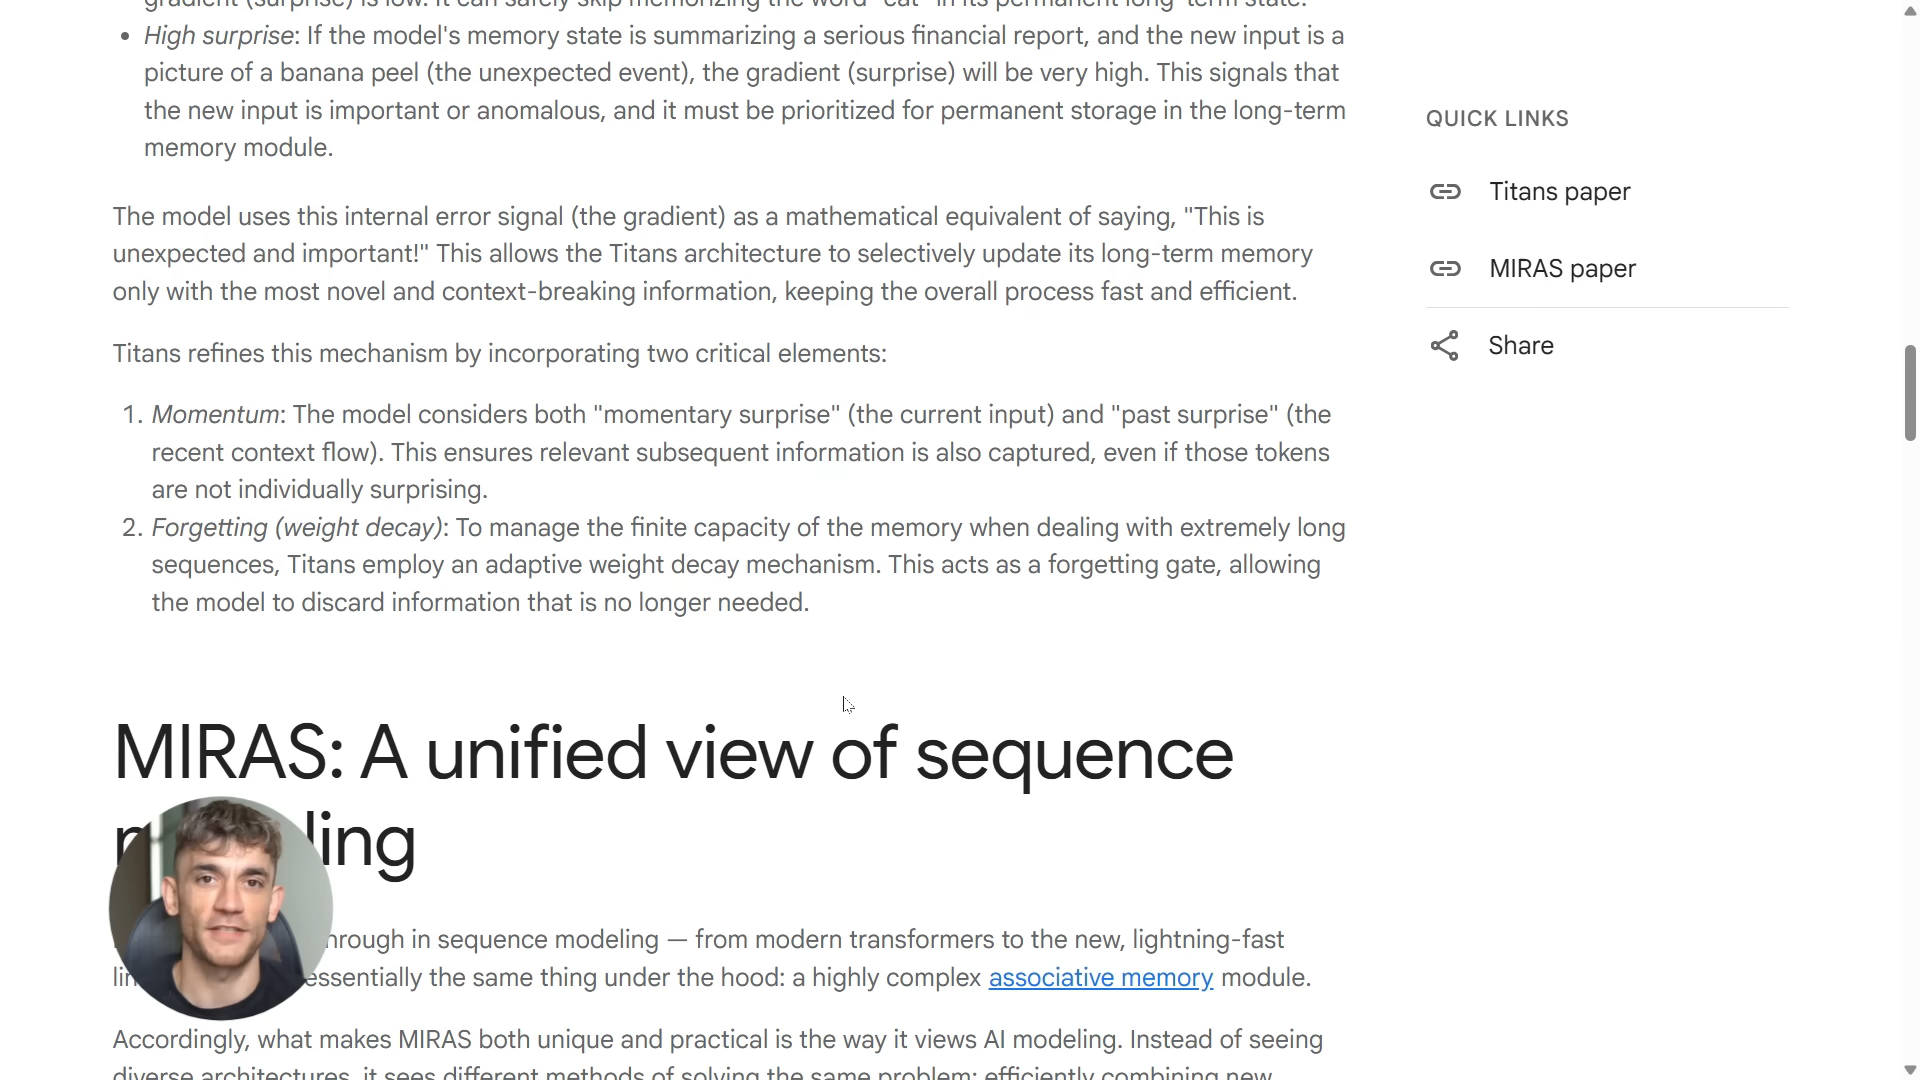 gradient (surprise) is low. It can safely skip memorizing the word "cat" in its permanent long-term state.
High surprise: If the model's memory state is summarizing a serious financial report, and the new input is a
picture of a banana peel (the unexpected event), the gradient (surprise) will be very high. This signals that
the new input is important or anomalous, and it must be prioritized for permanent storage in the long-term
memory module.
The model uses this internal error signal (the gradient) as a mathematical equivalent of saying, "This is
unexpected and important!" This allows the Titans architecture to selectively update its long-term memory
only with the most novel and context-breaking information, keeping the overall process fast and efficient.
Titans refines this mechanism by incorporating two critical elements:
1. Momentum: The model considers both "momentary surprise" (the current input) and "past surprise" (the
recent context flow). This ensures relevant subsequent information is also captured, even if those tokens
are not individually surprising.
2. Forgetting (weight decay): To manage the finite capacity of the memory when dealing with extremely long
sequences, Titans employ an adaptive weight decay mechanism. This acts as a forgetting gate, allowing
the model to discard information that is no longer needed.
MIRAS: A unified view of sequence
ling
hrough in sequence modeling — from modern transformers to the new, lightning-fast
essentially the same thing under the hood: a highly complex associative memory module.
Accordingly, what makes MIRAS both unique and practical is the way it views AI modeling. Instead of seeing
diverse architectures, it sees different methods of solving the same problem: efficiently combining new
QUICK LINKS
Titans paper
MIRAS paper
Share